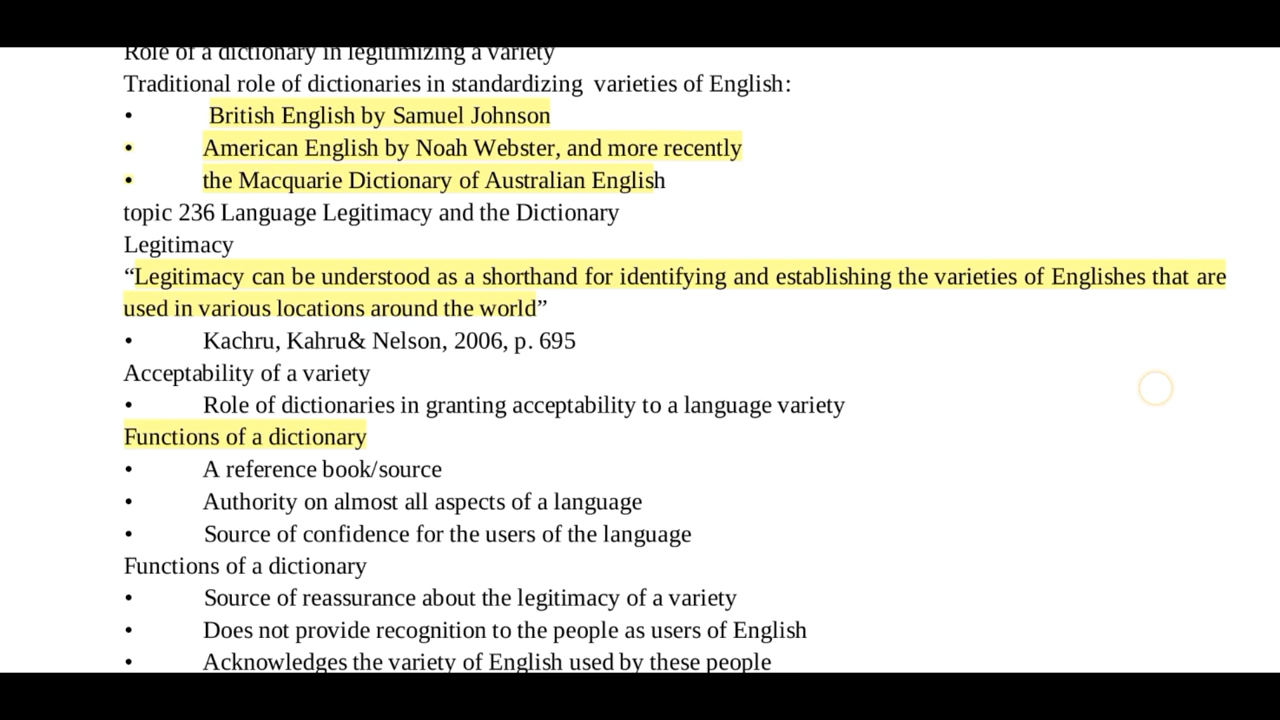 Role of a dictionary in legitimizing a variety
Traditional role of dictionaries in standardizing  varieties of English:
• British English by Samuel Johnson
• American English by Noah Webster, and more recently
• the Macquarie Dictionary of Australian English
topic 236 Language Legitimacy and the Dictionary
Legitimacy
“Legitimacy can be understood as a shorthand for identifying and establishing the varieties of Englishes that are
used in various locations around the world”
• Kachru, Kahru& Nelson, 2006, p. 695
Acceptability of a variety
• Role of dictionaries in granting acceptability to a language variety
Functions of a dictionary
• A reference book/source
• Authority on almost all aspects of a language
• Source of confidence for the users of the language
Functions of a dictionary
• Source of reassurance about the legitimacy of a variety
• Does not provide recognition to the people as users of English
• Acknowledges the variety of English used by these people